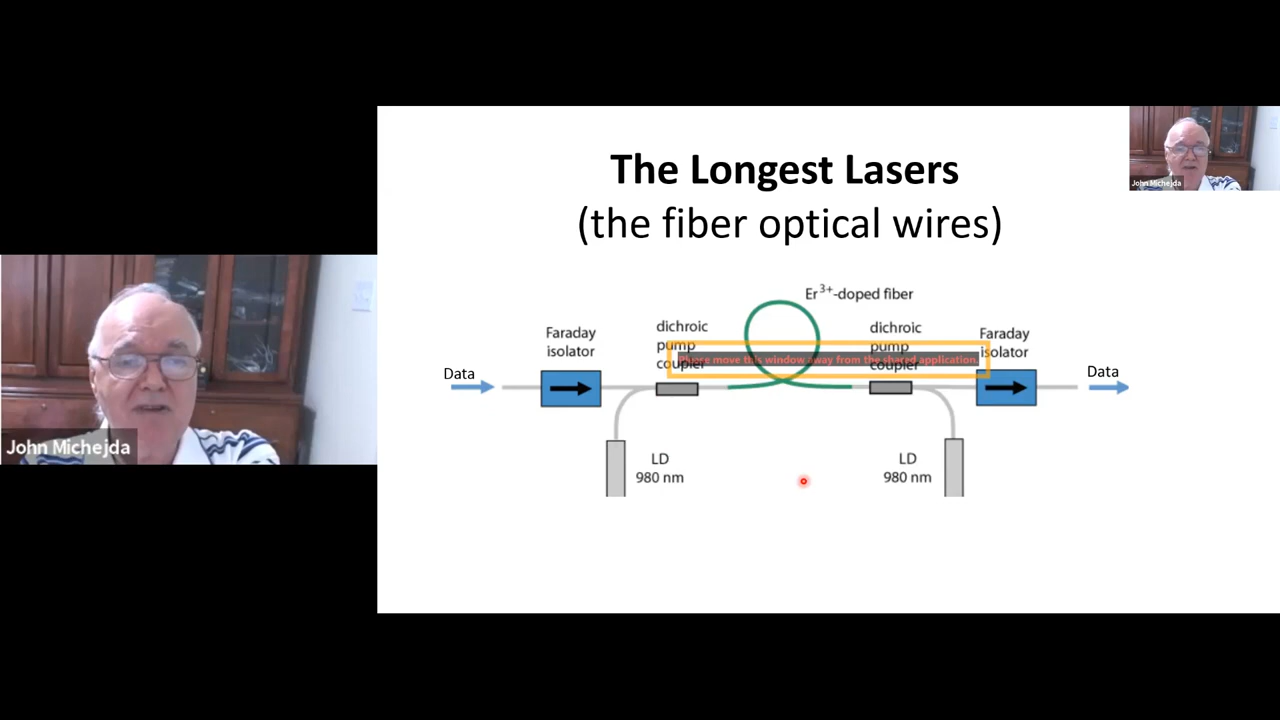 The Longest Lasers
(the fiber optical wires)
John Michejda
Er3+-doped fiber
Faraday
isolator
dichroic
pump
coupler
dichroic
pump
coupler
Faraday
isolator
Please move this window away from the shared application.
Data
Data
LD
980 nm
LD
980 nm
John Michejda